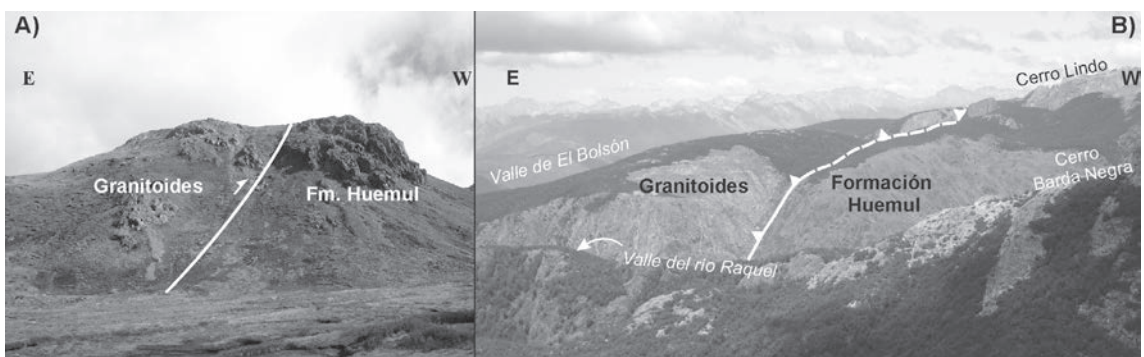 A)
E
W
Granitoides
Fm. Huemul
B)
E
W
Cerro Lindo
Valle de El Bolsón
Granitoides
Formación
Huemul
Cerro
Barda Negra
Valle del río Raquel